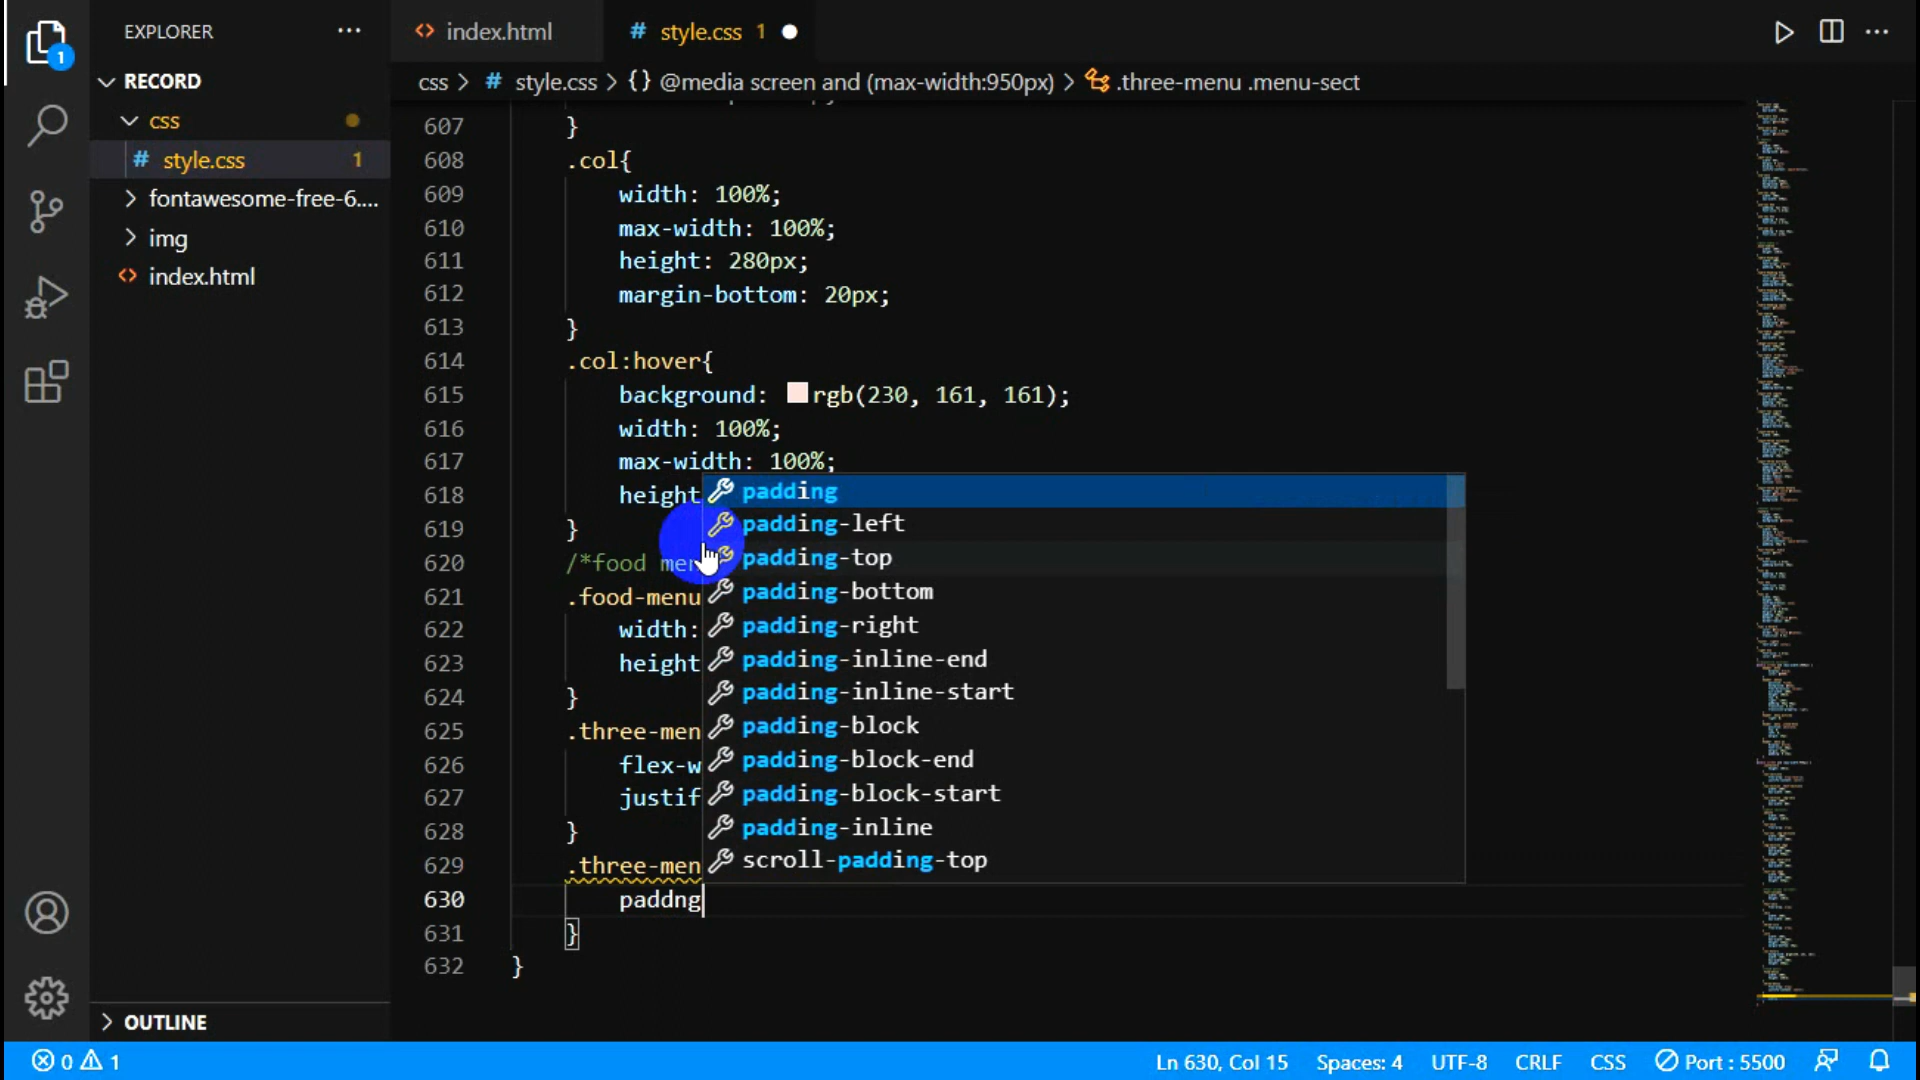 EXPLORER ...
index.html
# style.css 1
RECORD
css > # style.css > {} @media screen and (max-width:950px) > .three-menu .menu-sect
css
# style.css 1
fontawesome-free-6....
img
index.html
607 }
608 .col{
609 width: 100%;
610 max-width: 100%;
611 height: 280px;
612 margin-bottom: 20px;
613 }
614 .col:hover{
615 background: rgb(230, 161, 161);
616 width: 100%;
617 max-width: 100%;
618 height
619 }
620 /*food men
621 .food-menu
622 width:
623 height
624 }
625 .three-men
626 flex-w
627 justif
628 }
629 .three-men
630 paddng
631 }
632 }
padding
padding-left
padding-top
padding-bottom
padding-right
padding-inline-end
padding-inline-start
padding-block
padding-block-end
padding-block-start
padding-inline
scroll-padding-top
OUTLINE
1
0 1
Ln 630, Col 15 Spaces: 4 UTF-8 CRLF CSS Port : 5500